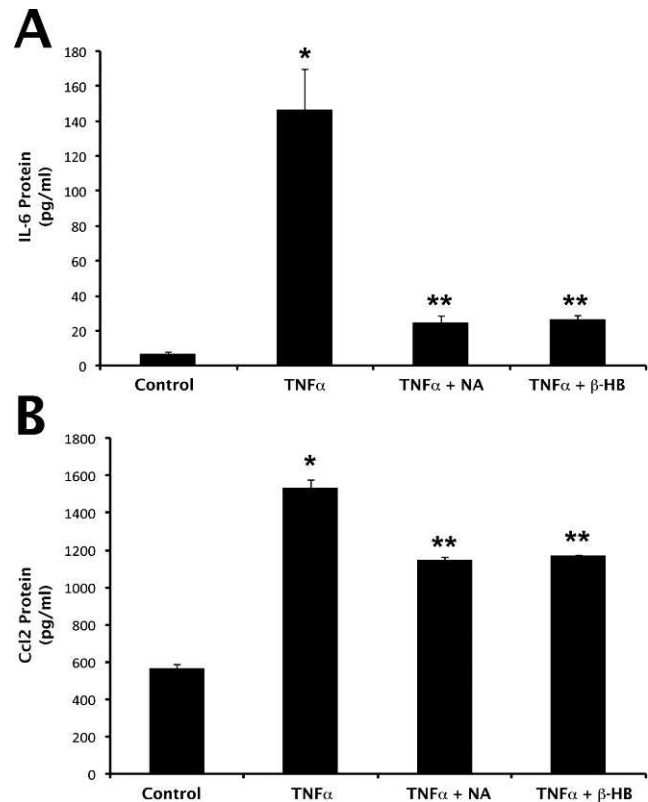 A
180
160
140
120
100
80
60
40
20
0
IL-6 Protein
(pg/ml)
*
**
**
Control
TNFα
TNFα + NA
TNFα + β-HB
B
1800
1600
1400
1200
1000
800
600
400
200
0
Ccl2 Protein
(pg/ml)
*
**
**
Control
TNFα
TNFα + NA
TNFα + β-HB